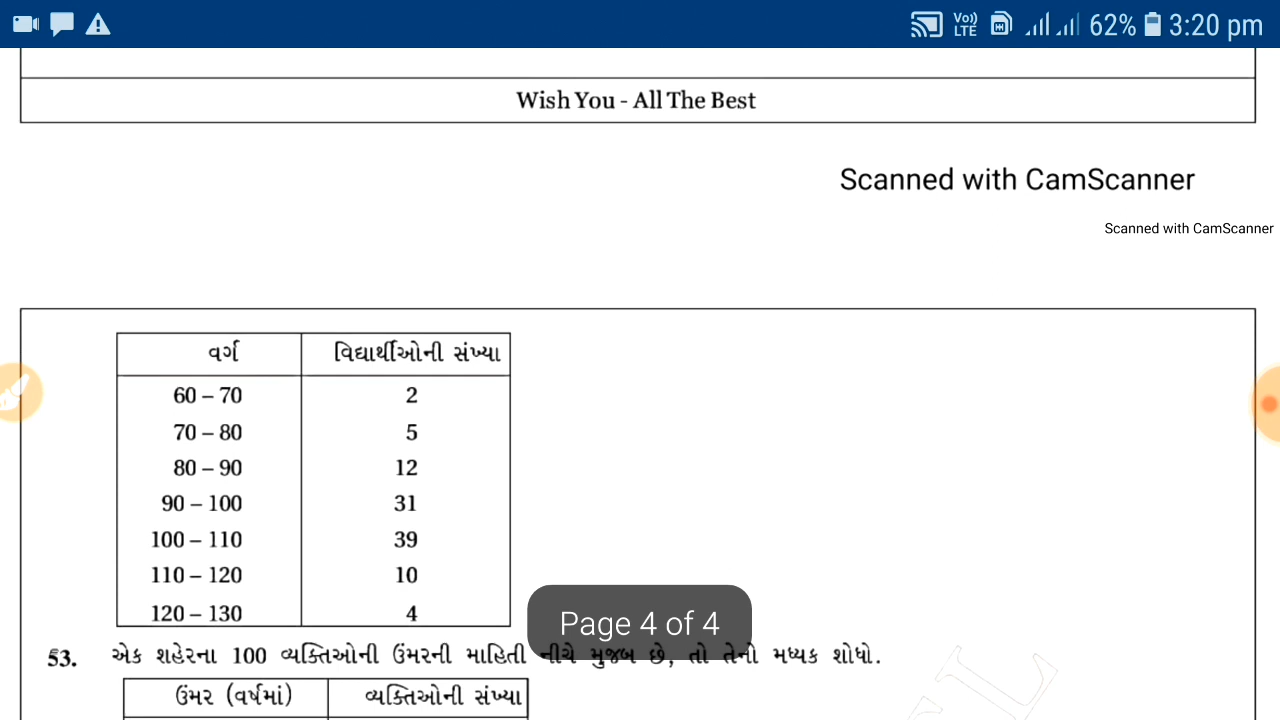 Vo)) LTE 62% 3:20 pm
Wish You - All The Best
Scanned with CamScanner
Scanned with CamScanner
વર્ગ વિદ્યાર્થીઓની સંખ્યા
60 – 70 2
70 – 80 5
80 – 90 12
90 – 100 31
100 – 110 39
110 – 120 10
120 – 130 4
Page 4 of 4
53. એક શહેરના 100 વ્યક્તિઓની ઉંમરની માહિતી નીચે મુજબ છે, તો તેનો મધ્યક શોધો.
ઉંમર (વર્ષમાં) વ્યક્તિઓની સંખ્યા